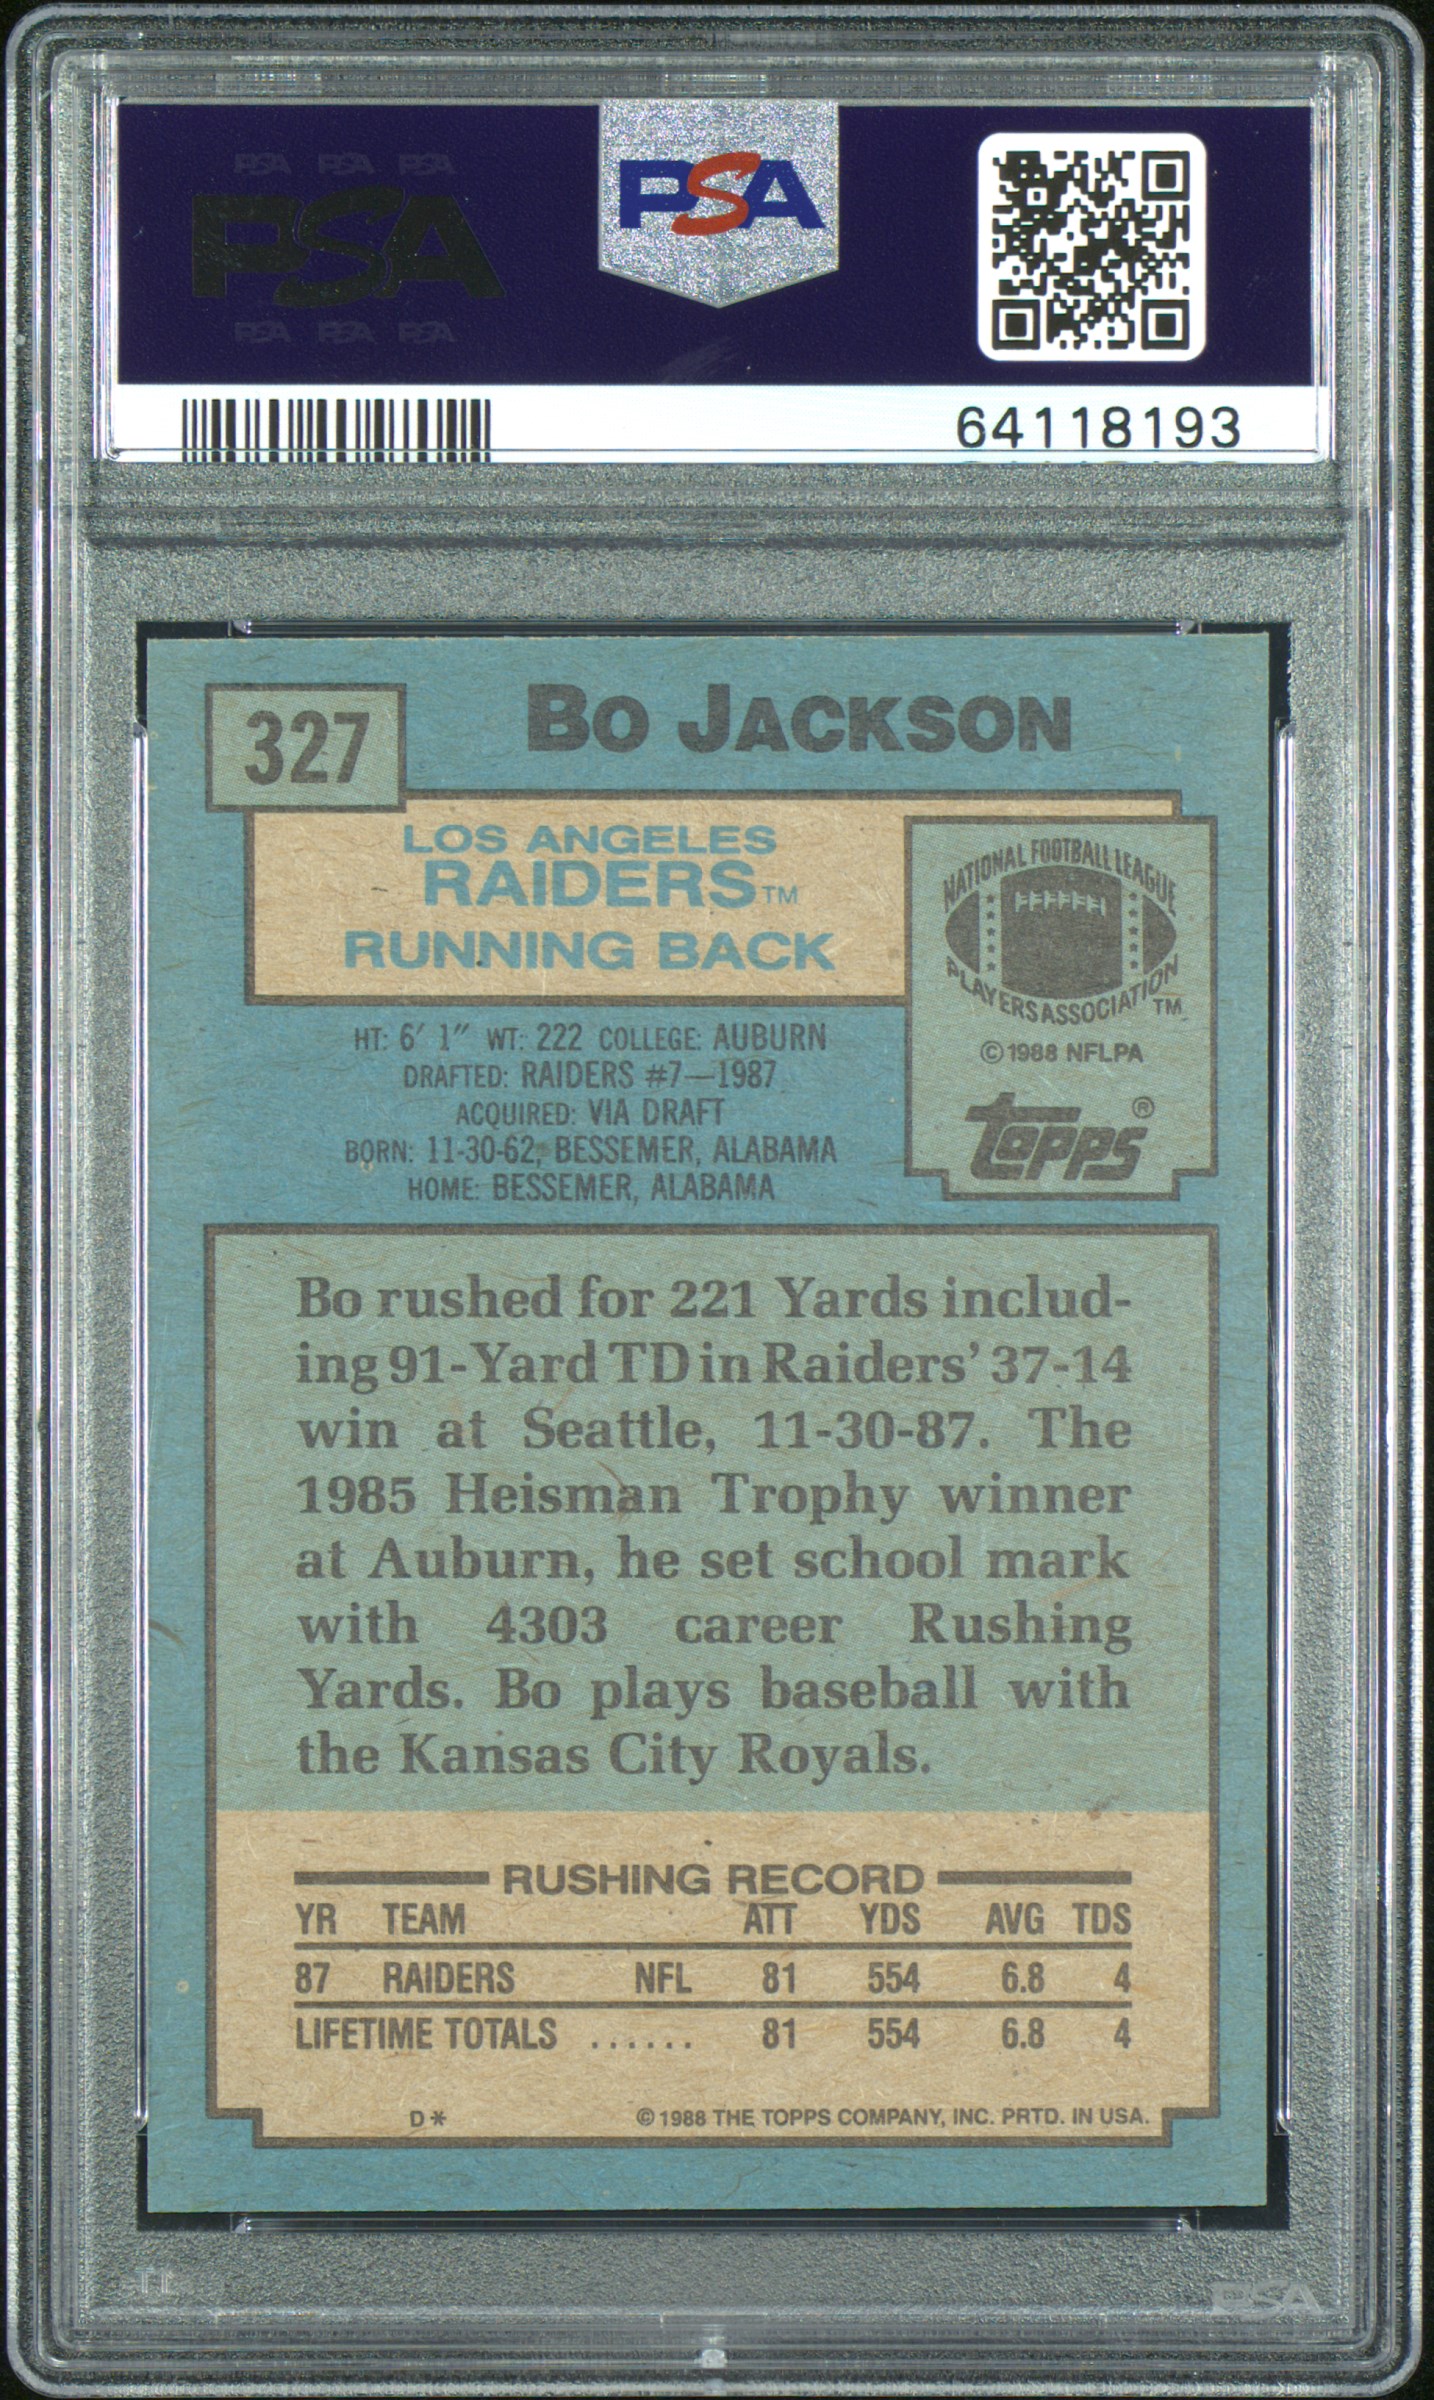 PSA PSA PSA
PSA
PSA PSA PSA
PSA
64118193
327
BO JACKSON
LOS ANGELES
RAIDERS TM
RUNNING BACK
NATIONAL FOOTBALL LEAGUE
PLAYERS ASSOCIATION TM
© 1988 NFLPA
TOPPS ®
HT: 6' 1" WT: 222 COLLEGE: AUBURN
DRAFTED: RAIDERS #7—1987
ACQUIRED: VIA DRAFT
BORN: 11-30-62, BESSEMER, ALABAMA
HOME: BESSEMER, ALABAMA
Bo rushed for 221 Yards includ-
ing 91-Yard TD in Raiders' 37-14
win at Seattle, 11-30-87. The
1985 Heisman Trophy winner
at Auburn, he set school mark
with 4303 career Rushing
Yards. Bo plays baseball with
the Kansas City Royals.
RUSHING RECORD
YR TEAM ATT YDS AVG TDS
87 RAIDERS NFL 81 554 6.8 4
LIFETIME TOTALS ...... 81 554 6.8 4
D* © 1988 THE TOPPS COMPANY, INC. PRTD. IN USA.
PSA